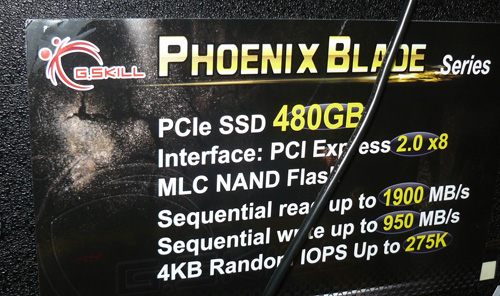 G.SKILL
PHOENIX BLADE Series
PCIe SSD 480GB
Interface: PCI Express 2.0 x8
MLC NAND Flash
Sequential read up to 1900 MB/s
Sequential write up to 950 MB/s
4KB Random IOPS Up to 275K